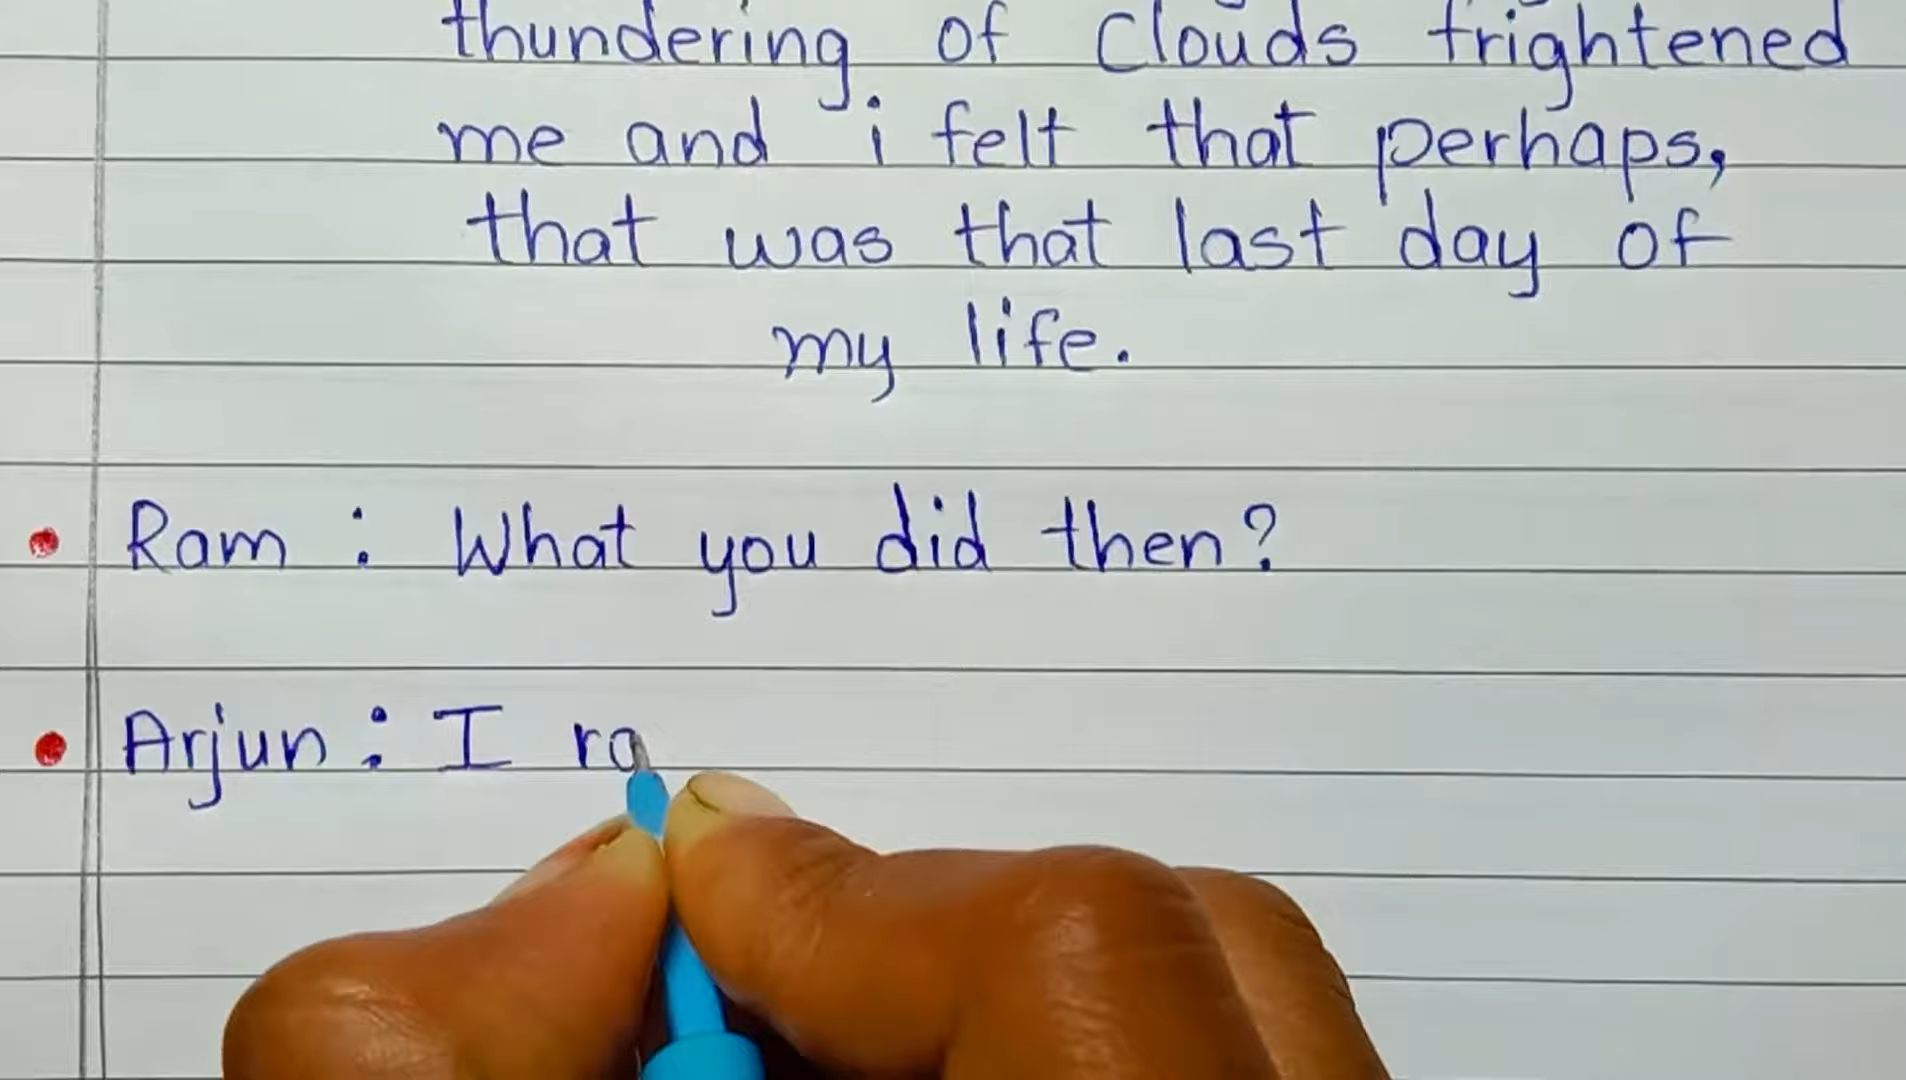 thundering of Clouds frightened
me and i felt that perhaps,
that was that last day of
my life.
Ram : What you did then?
Arjun : I ra